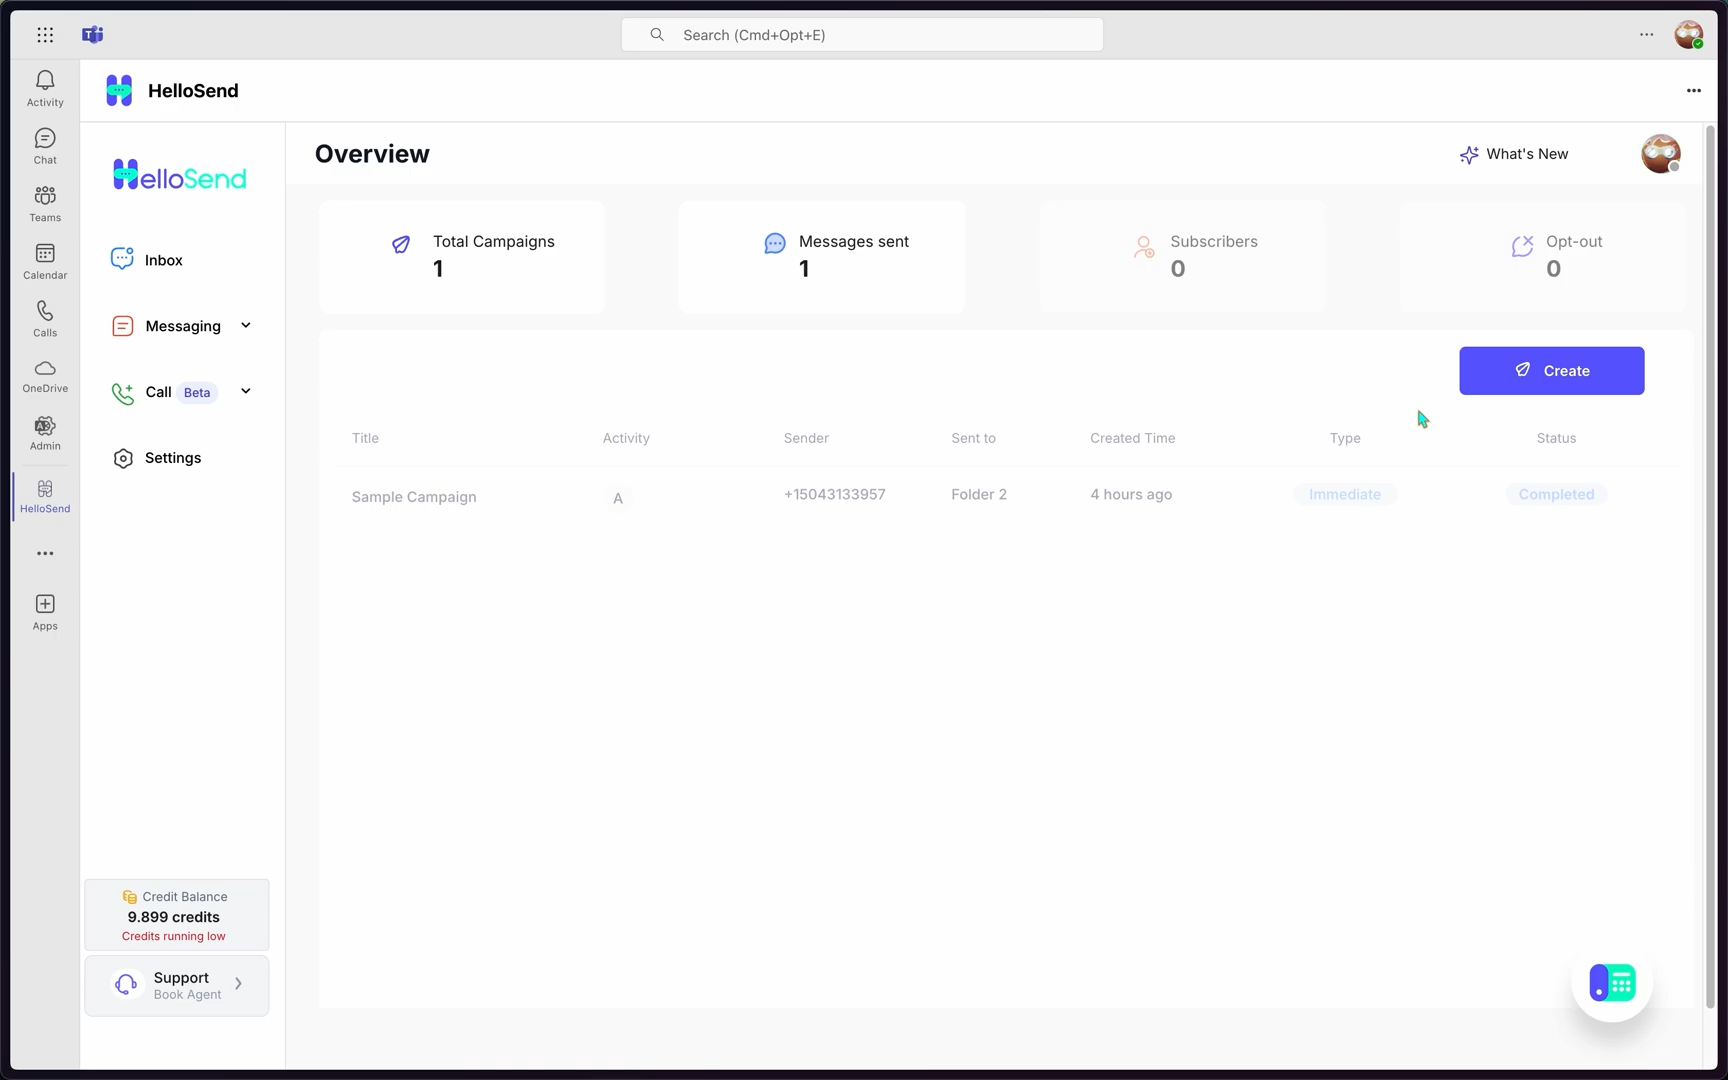 Search (Cmd+Opt+E)
Activity
Chat
Teams
Calendar
Calls
OneDrive
Admin
HelloSend
Apps
HelloSend
HelloSend
Inbox
Messaging
Call Beta
Settings
Credit Balance
9.899 credits
Credits running low
Support
Book Agent
Overview
What's New
Total Campaigns
1
Messages sent
1
Subscribers
0
Opt-out
0
Create
Title Activity Sender Sent to Created Time Type Status
Sample Campaign A +15043133957 Folder 2 4 hours ago Immediate Completed